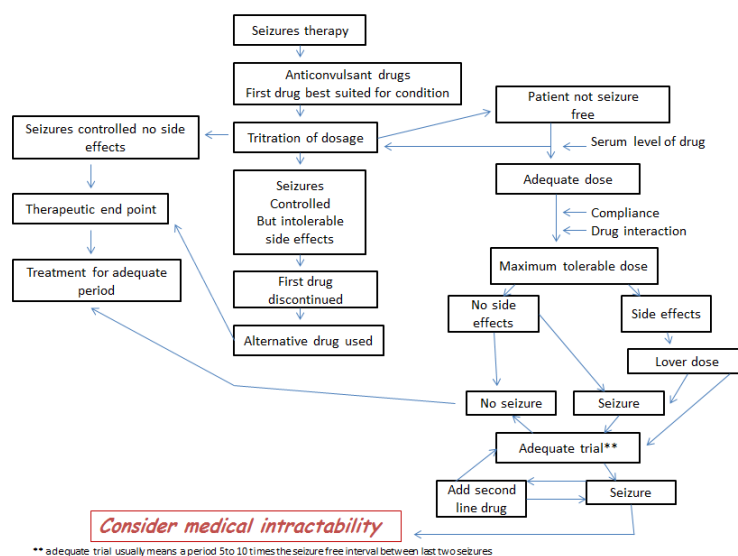 Seizures therapy
Anticonvulsant drugs
First drug best suited for condition
Patient not seizure
free
Seizures controlled no side
effects
Tritration of dosage
Serum level of drug
Adequate dose
Seizures
Controlled
But intolerable
side effects
Therapeutic end point
Compliance
Drug interaction
Maximum tolerable dose
Treatment for adequate
period
First drug
discontinued
No side
effects
Side effects
Alternative drug used
Lover dose
No seizure
Seizure
Adequate trial**
Add second
line drug
Seizure
Consider medical intractability
** adequate trial usually means a period 5 to 10 times the seizure free interval between last two seizures